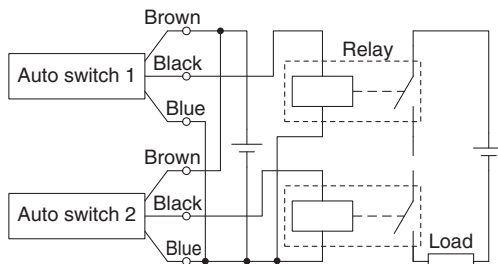 Brown
Auto switch 1
Black
Blue
Relay
Brown
Auto switch 2
Black
Blue
Load